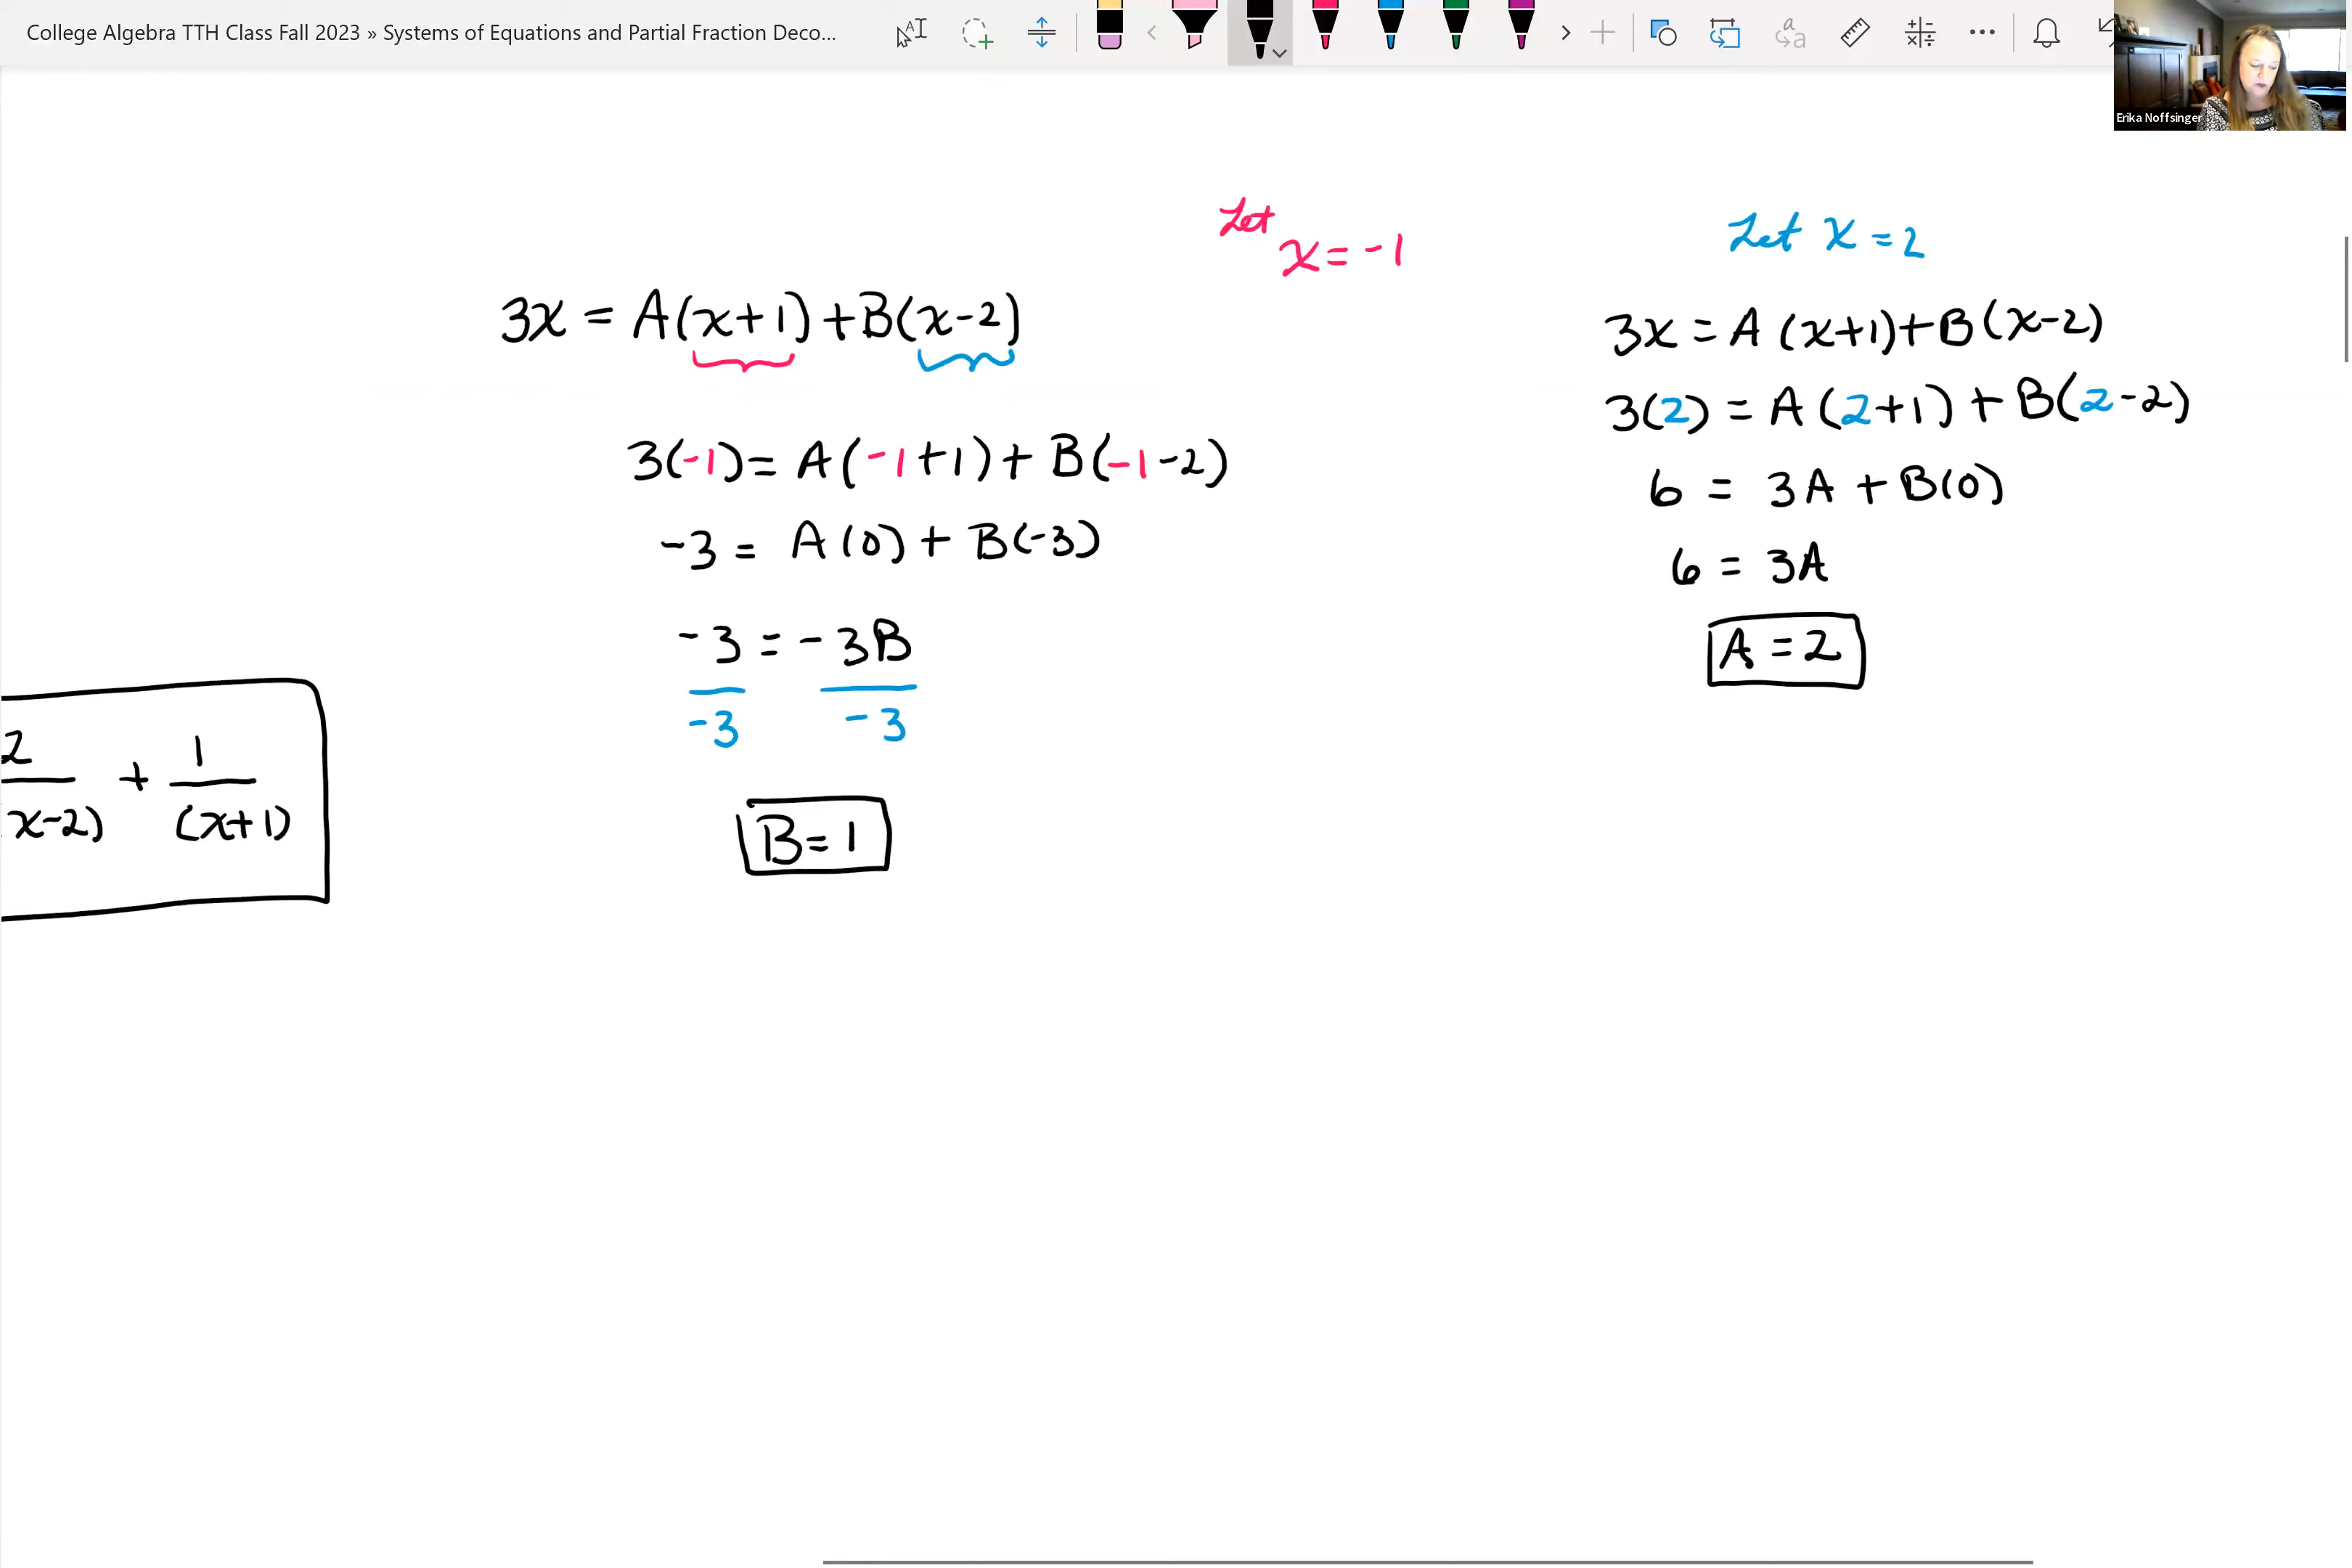 College Algebra TTH Class Fall 2023 » Systems of Equations and Partial Fraction Deco...
Erika Noffsinger
Let
x = -1
3x = A(x+1) + B(x-2)
3(-1) = A(-1+1) + B(-1-2)
-3 = A(0) + B(-3)
-3 = -3B
-3 -3
B = 1
Let x = 2
3x = A(x+1) + B(x-2)
3(2) = A(2+1) + B(2-2)
6 = 3A + B(0)
6 = 3A
A = 2
2 + 1
x-2) (x+1)